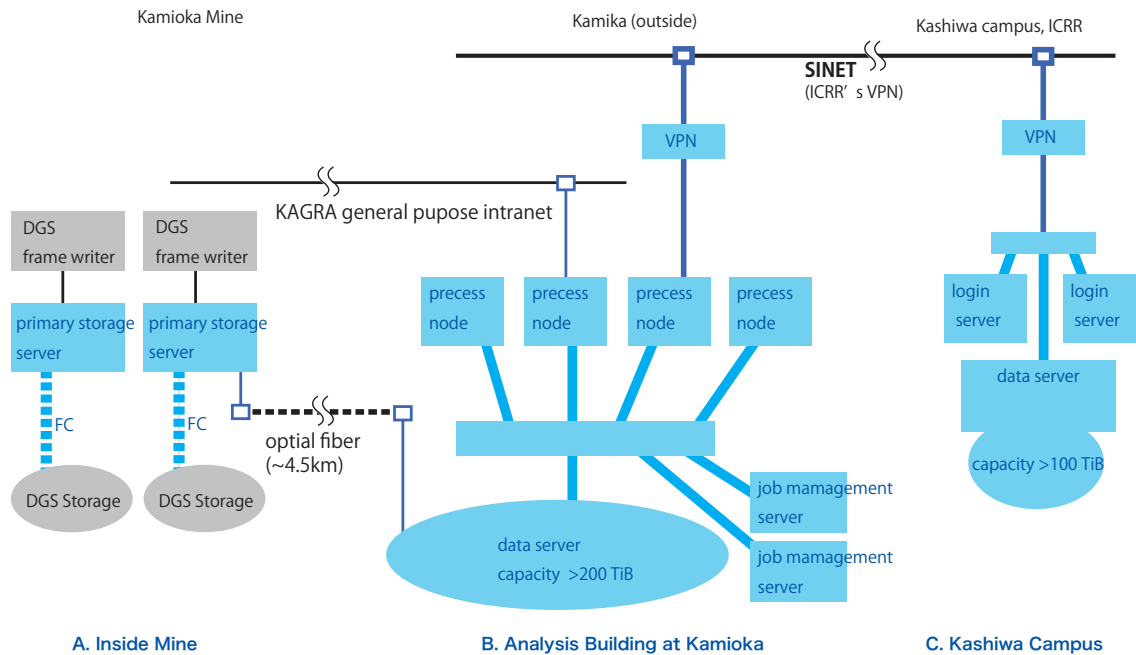 Kamioka Mine
Kamika (outside)
Kashiwa campus, ICRR
SINET
(ICRR' s VPN)
VPN
VPN
KAGRA general pupose intranet
DGS
frame writer
DGS
frame writer
primary storage
server
primary storage
server
FC
FC
DGS Storage
DGS Storage
optial fiber
(~4.5km)
precess
node
precess
node
precess
node
precess
node
job mamagement
server
job mamagement
server
data server
capacity >200 TiB
login
server
login
server
data server
capacity >100 TiB
A. Inside Mine
B. Analysis Building at Kamioka
C. Kashiwa Campus